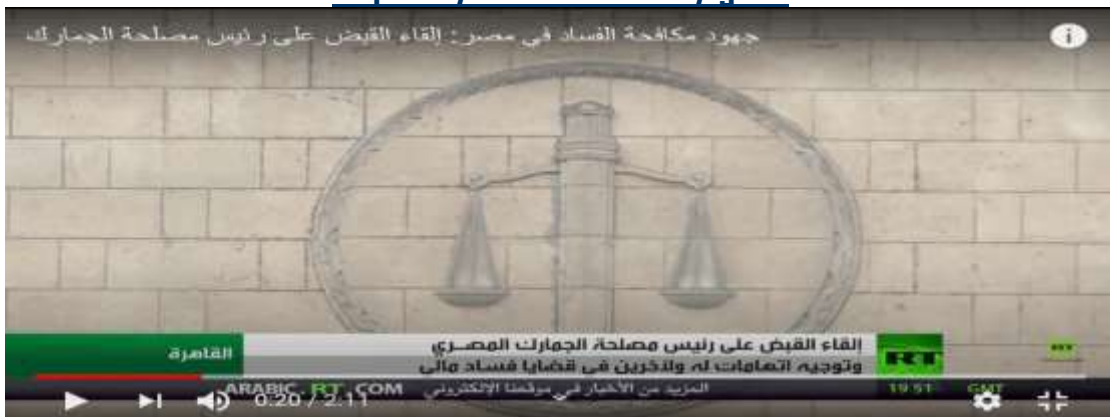 جهود مكافحة الفساد في مصر: إلقاء القبض على رئيس مصلحة الجمارك
القاهرة
إلقاء القبض على رئيس مصلحة الجمارك المصري
وتوجيه اتهامات له ولآخرين في قضايا فساد مالي
RT
RT
ARABIC.RT.COM
المزيد من الأخبار في موقعنا الإلكتروني
19:51 GMT
0:20 / 2:11